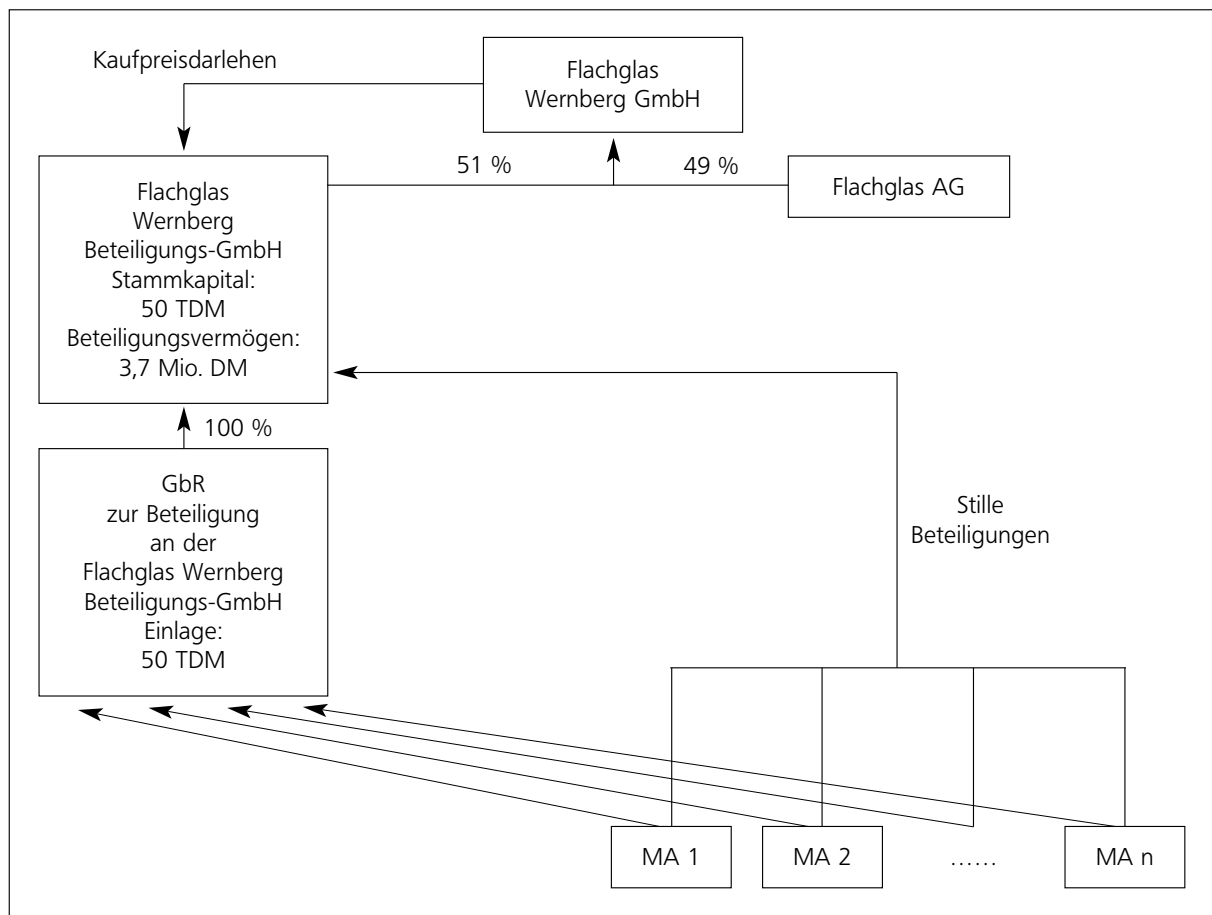 Kaufpreisdarlehen
Flachglas
Wernberg GmbH
51 %
49 %
Flachglas AG
Flachglas
Wernberg
Beteiligungs-GmbH
Stammkapital:
50 TDM
Beteiligungsvermögen:
3,7 Mio. DM
100 %
GbR
zur Beteiligung
an der
Flachglas Wernberg
Beteiligungs-GmbH
Einlage:
50 TDM
Stille
Beteiligungen
MA 1
MA 2
......
MA n